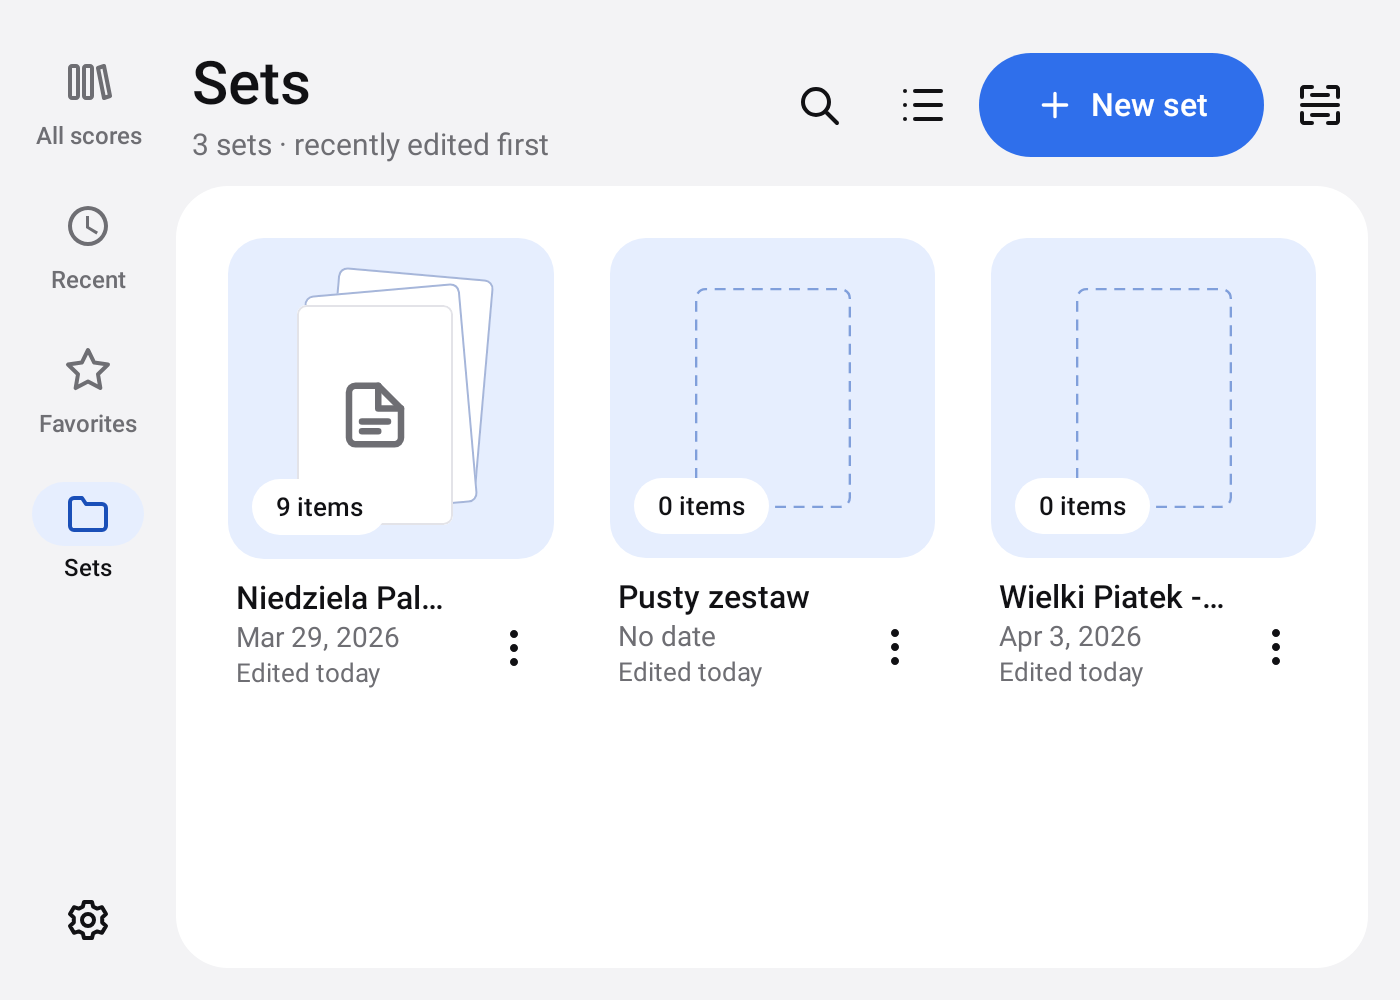 All scores
Recent
Favorites
Sets
Sets
3 sets · recently edited first
New set
9 items
Niedziela Pal...
Mar 29, 2026
Edited today
0 items
Pusty zestaw
No date
Edited today
0 items
Wielki Piatek -...
Apr 3, 2026
Edited today